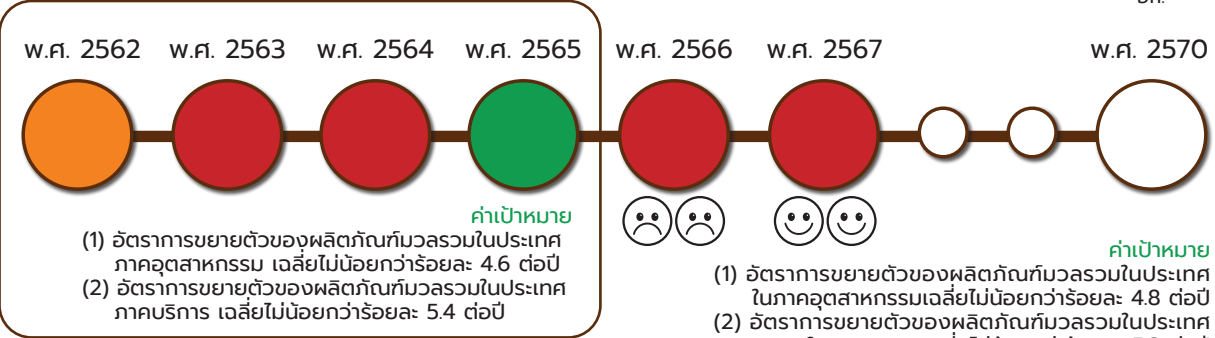 พ.ศ. 2562 พ.ศ. 2563 พ.ศ. 2564 พ.ศ. 2565 พ.ศ. 2566 พ.ศ. 2567 พ.ศ. 2570
ค่าเป้าหมาย
(1) อัตราการขยายตัวของผลิตภัณฑ์มวลรวมในประเทศ
ภาคอุตสาหกรรม เฉลี่ยไม่น้อยกว่าร้อยละ 4.6 ต่อปี
(2) อัตราการขยายตัวของผลิตภัณฑ์มวลรวมในประเทศ
ภาคบริการ เฉลี่ยไม่น้อยกว่าร้อยละ 5.4 ต่อปี
ค่าเป้าหมาย
(1) อัตราการขยายตัวของผลิตภัณฑ์มวลรวมในประเทศ
ในภาคอุตสาหกรรมเฉลี่ยไม่น้อยกว่าร้อยละ 4.8 ต่อปี
(2) อัตราการขยายตัวของผลิตภัณฑ์มวลรวมในประเทศ